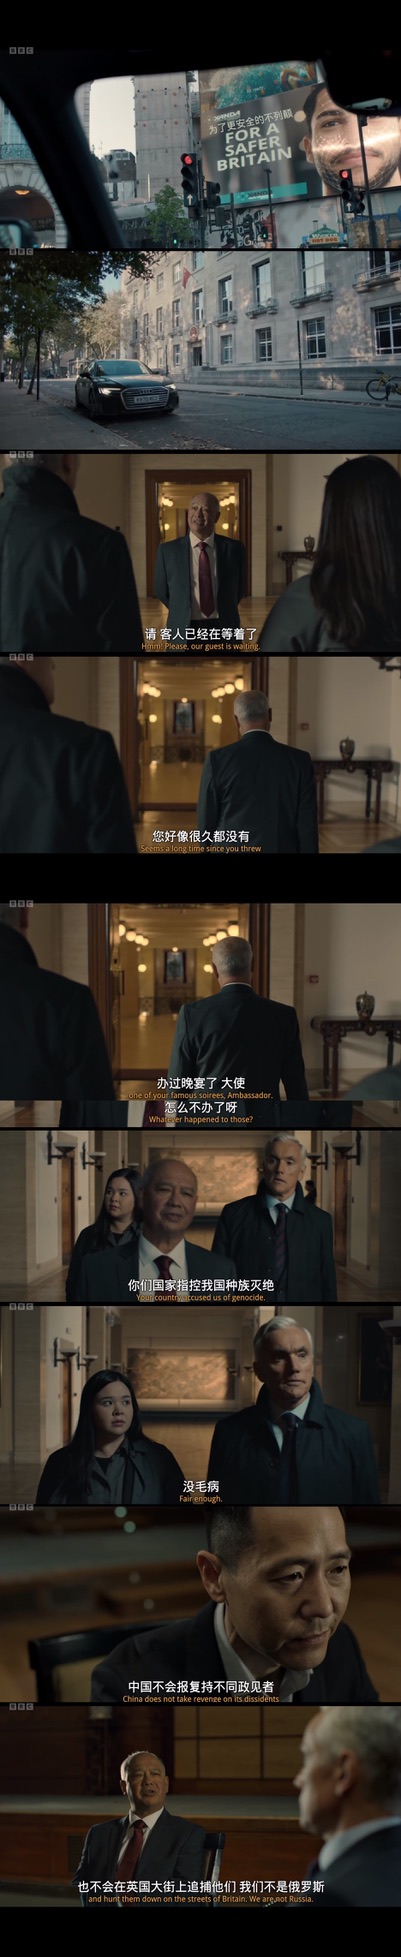 BBC
XANDA
为了更安全的不列颠
FOR A
SAFER
BRITAIN
XANDA
HOT DOG
BBC
BBC
请 客人已经在等着了
Hmm! Please, our guest is waiting.
BBC
您好像很久都没有
Seems a long time since you threw
BBC
办过晚宴了 大使
one of your famous soirees, Ambassador.
怎么不办了呀
Whatever happened to those?
你们国家指控我国种族灭绝
Your country accused us of genocide.
BBC
没毛病
Fair enough.
BBC
中国不会报复持不同政见者
China does not take revenge on its dissidents
BBC
也不会在英国大街上追捕他们 我们不是俄罗斯
and hunt them down on the streets of Britain. We are not Russia.